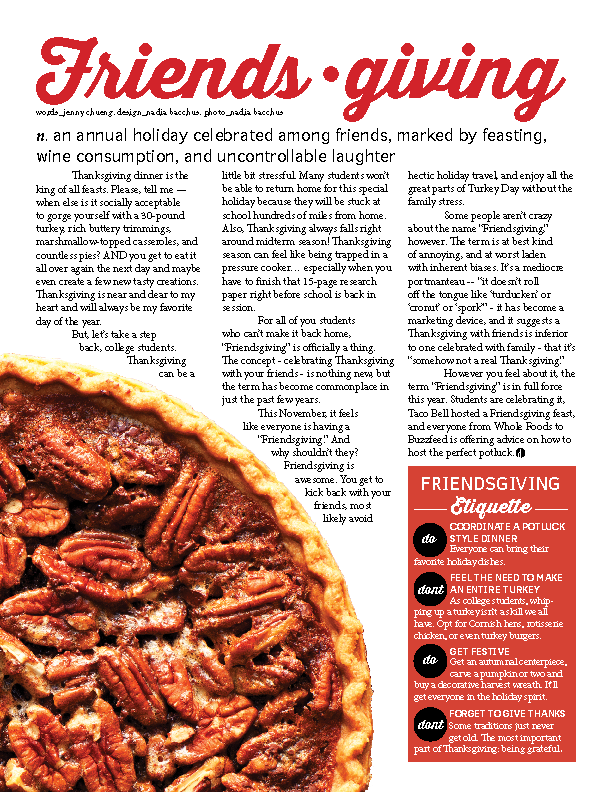 Friends·giving
words_jenny chueng. design_nadia bacchus. photo_nadia bacchus
n. an annual holiday celebrated among friends, marked by feasting,
wine consumption, and uncontrollable laughter
Thanksgiving dinner is the
king of all feasts. Please, tell me —
when else is it socially acceptable
to gorge yourself with a 30-pound
turkey, rich buttery trimmings,
marshmallow-topped casseroles, and
countless pies? AND you get to eat it
all over again the next day and maybe
even create a few new tasty creations.
Thanksgiving is near and dear to my
heart and will always be my favorite
day of the year.
But, let's take a step
back, college students.
Thanksgiving
can be a
little bit stressful. Many students won't
be able to return home for this special
holiday because they will be stuck at
school hundreds of miles from home.
Also, Thanksgiving always falls right
around midterm season! Thanksgiving
season can feel like being trapped in a
pressure cooker... especially when you
have to finish that 15-page research
paper right before school is back in
session.
For all of you students
who can't make it back home,
"Friendsgiving" is officially a thing.
The concept - celebrating Thanksgiving
with your friends - is nothing new, but
the term has become commonplace in
just the past few years.
This November, it feels
like everyone is having a
"Friendsgiving!" And
why shouldn't they?
Friendsgiving is
awesome. You get to
kick back with your
friends, most
likely avoid
hectic holiday travel, and enjoy all the
great parts of Turkey Day without the
family stress.
Some people aren't crazy
about the name "Friendsgiving,"
however. The term is at best kind
of annoying, and at worst laden
with inherent biases. It's a mediocre
portmanteau -- "it doesn't roll
off the tongue like 'turducken' or
'cronut' or 'spork'" - it has become a
marketing device, and it suggests a
Thanksgiving with friends is inferior
to one celebrated with family - that it's
"somehow not a real Thanksgiving."
However you feel about it, the
term "Friendsgiving" is in full force
this year. Students are celebrating it,
Taco Bell hosted a Friendsgiving feast,
and everyone from Whole Foods to
Buzzfeed is offering advice on how to
host the perfect potluck.
FRIENDSGIVING
Etiquette
do COORDINATE A POTLUCK
STYLE DINNER
Everyone can bring their
favorite holiday dishes.
dont FEEL THE NEED TO MAKE
AN ENTIRE TURKEY
As college students, whip-
ping up a turkey isn't a skill we all
have. Opt for Cornish hens, rotisserie
chicken, or even turkey burgers.
do GET FESTIVE
Get an autumnal centerpiece,
carve a pumpkin or two and
buy a decorative harvest wreath. It'll
get everyone in the holiday spirit.
dont FORGET TO GIVE THANKS
Some traditions just never
get old. The most important
part of Thanksgiving: being grateful.